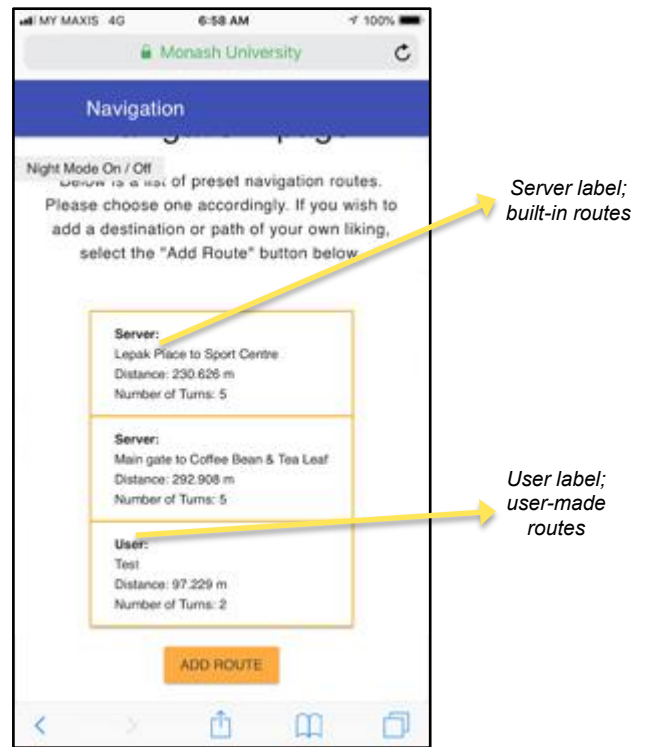 MY MAXIS 4G 6:58 AM 100%
Monash University
Navigation
Night Mode On / Off
Below is a list of preset navigation routes.
Please choose one accordingly. If you wish to
add a destination or path of your own liking,
select the "Add Route" button below
Server label;
built-in routes
Server:
Lepak Place to Sport Centre
Distance: 230.626 m
Number of Turns: 5
Server:
Main gate to Coffee Bean & Tea Leaf
Distance: 292.908 m
Number of Turns: 5
User label;
user-made
routes
User:
Test
Distance: 97.229 m
Number of Turns: 2
ADD ROUTE